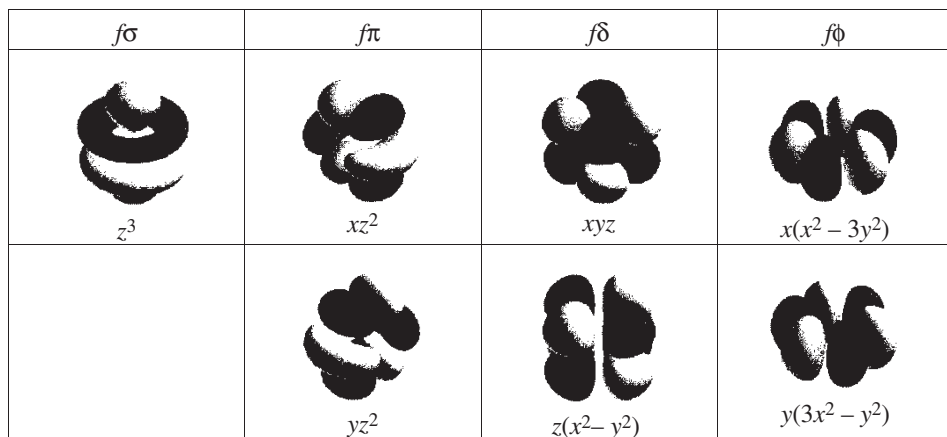 fσ fπ fδ fϕ
z³ xz² xyz x(x² – 3y²)
yz² z(x²– y²) y(3x² – y²)